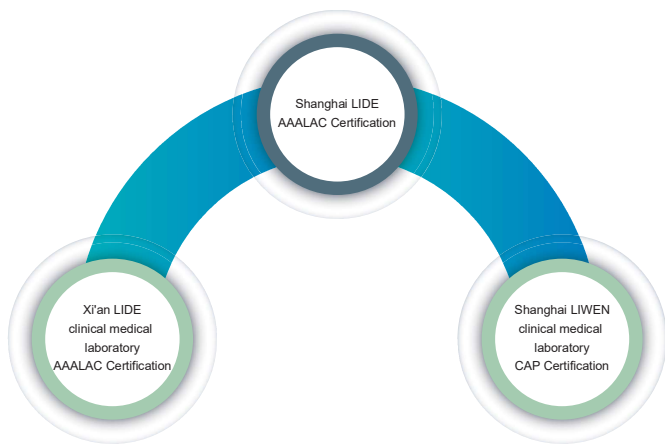 Shanghai LIDE
AAALAC Certification
Xi'an LIDE
clinical medical
laboratory
AAALAC Certification
Shanghai LIWEN
clinical medical
laboratory
CAP Certification